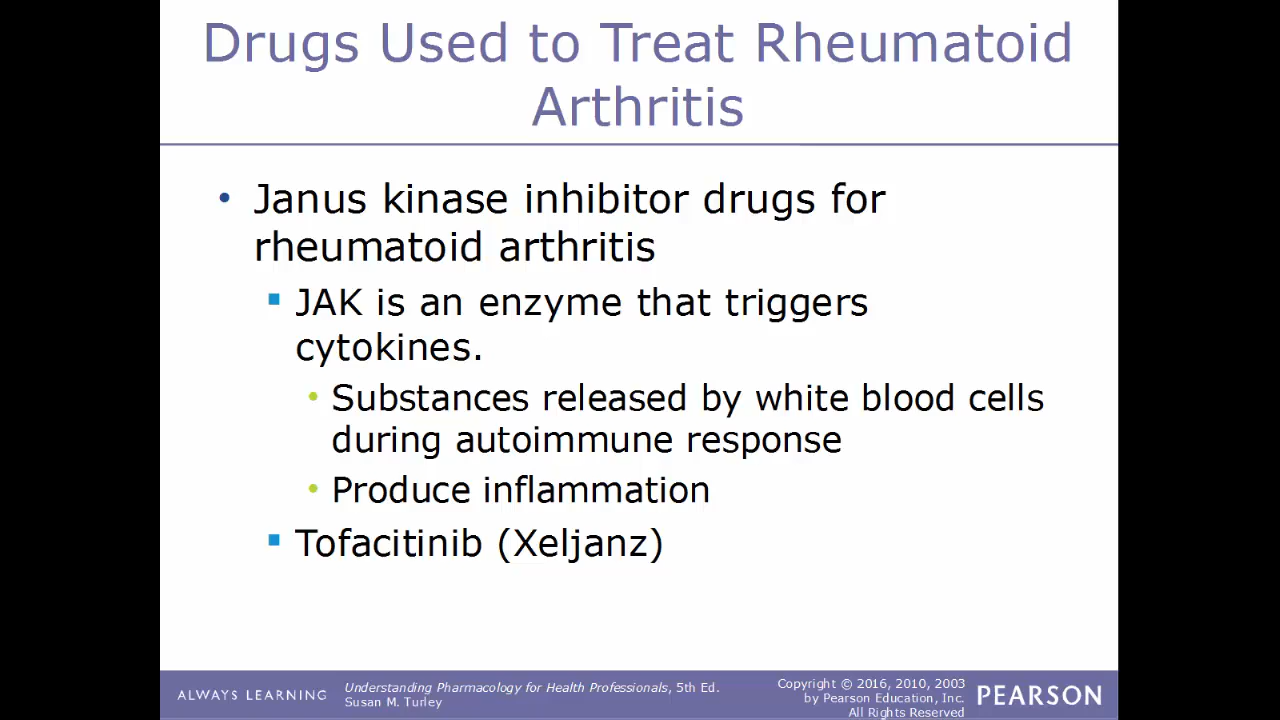 Drugs Used to Treat Rheumatoid
Arthritis
• Janus kinase inhibitor drugs for
rheumatoid arthritis
▪ JAK is an enzyme that triggers
cytokines.
• Substances released by white blood cells
during autoimmune response
• Produce inflammation
▪ Tofacitinib (Xeljanz)
ALWAYS LEARNING
Understanding Pharmacology for Health Professionals, 5th Ed.
Susan M. Turley
Copyright © 2016, 2010, 2003
by Pearson Education, Inc.
All Rights Reserved
PEARSON